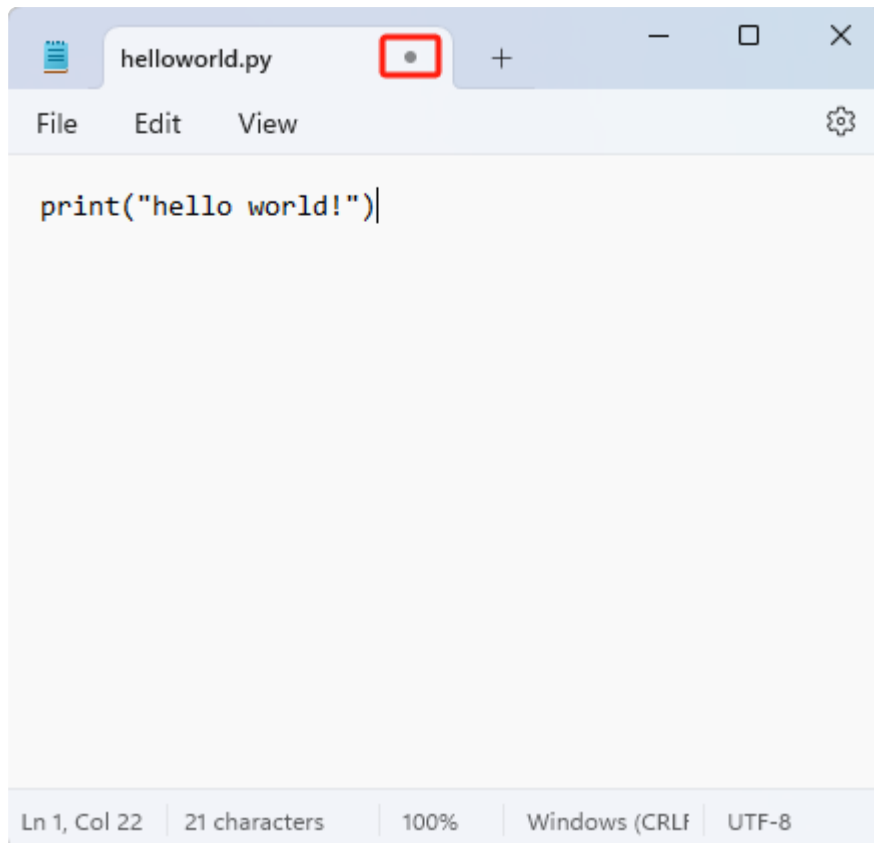 helloworld.py
File Edit View
print("hello world!")
Ln 1, Col 22 21 characters 100% Windows (CRLF UTF-8